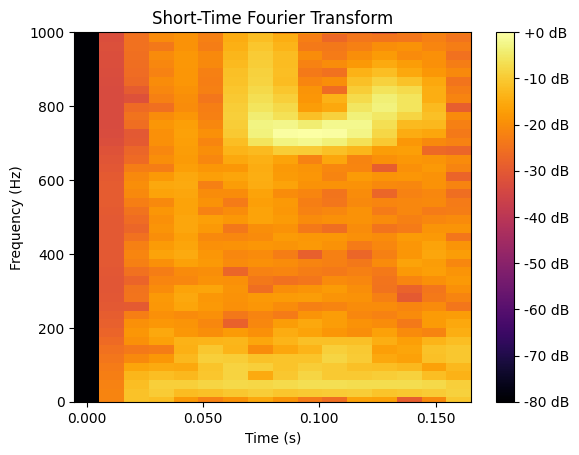 Short-Time Fourier Transform
1000
800
600
400
200
0
Frequency (Hz)
0.000
0.050
0.100
0.150
Time (s)
+0 dB
-10 dB
-20 dB
-30 dB
-40 dB
-50 dB
-60 dB
-70 dB
-80 dB